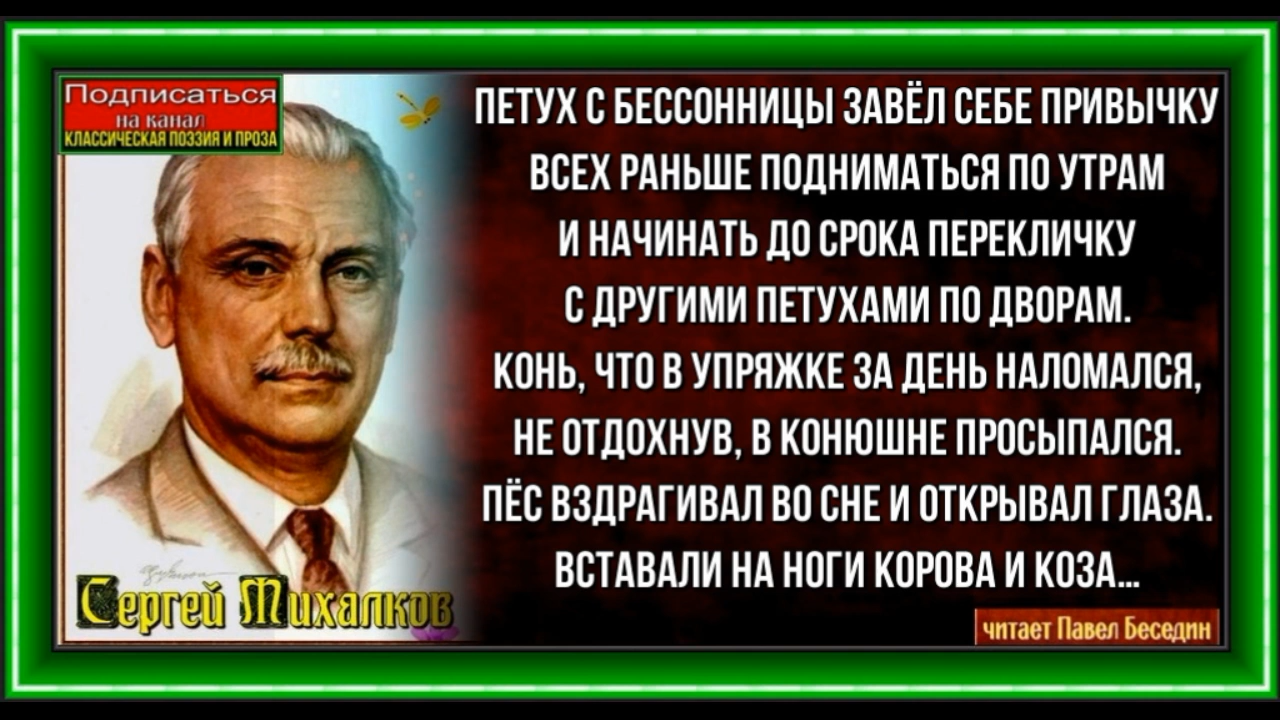 Подписаться
на канал
КЛАССИЧЕСКАЯ ПОЭЗИЯ И ПРОЗА
ПЕТУХ С БЕССОННИЦЫ ЗАВЁЛ СЕБЕ ПРИВЫЧКУ
ВСЕХ РАНЬШЕ ПОДНИМАТЬСЯ ПО УТРАМ
И НАЧИНАТЬ ДО СРОКА ПЕРЕКЛИЧКУ
С ДРУГИМИ ПЕТУХАМИ ПО ДВОРАМ.
КОНЬ, ЧТО В УПРЯЖКЕ ЗА ДЕНЬ НАЛОМАЛСЯ,
НЕ ОТДОХНУВ, В КОНЮШНЕ ПРОСЫПАЛСЯ.
ПЁС ВЗДРАГИВАЛ ВО СНЕ И ОТКРЫВАЛ ГЛАЗА.
ВСТАВАЛИ НА НОГИ КОРОВА И КОЗА...
Сергей Михалков
читает Павел Беседин